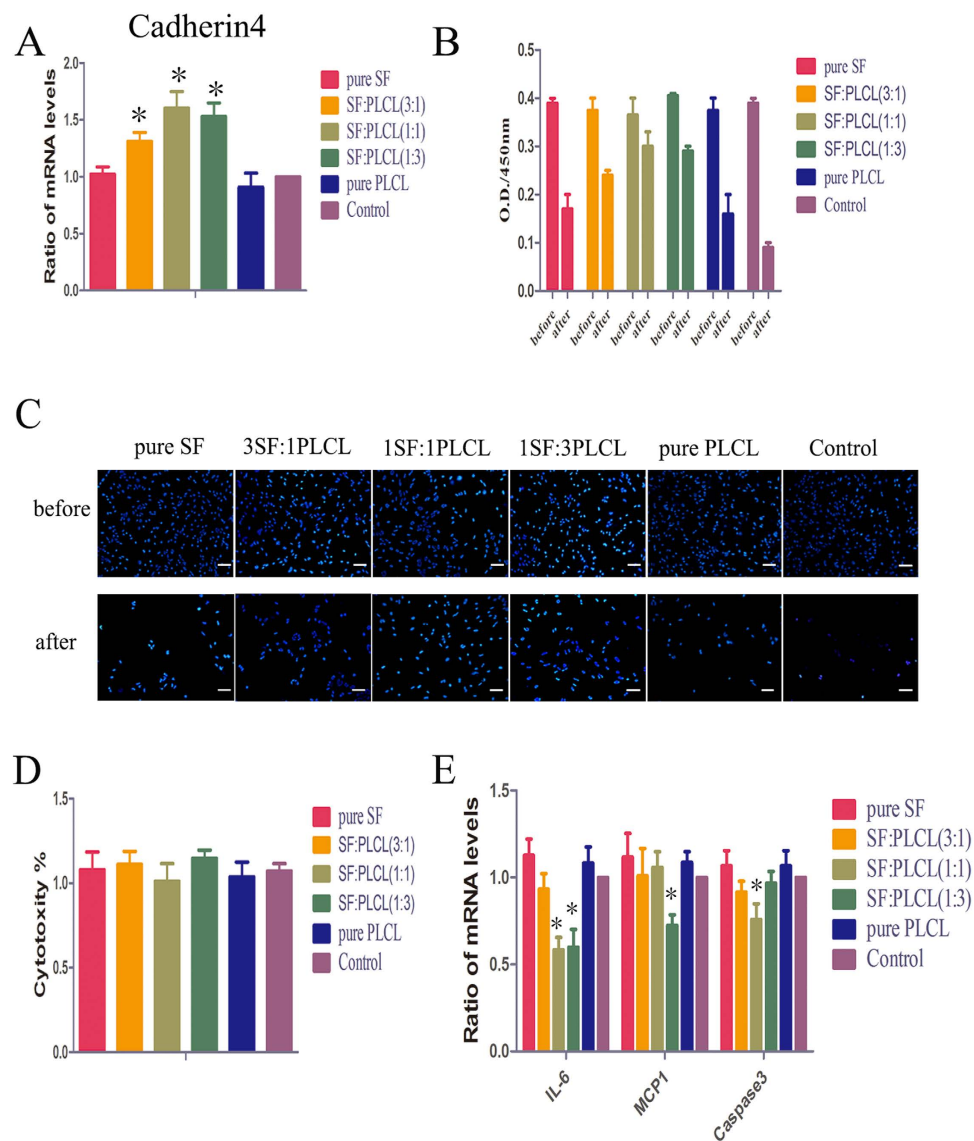 A
Cadherin4
Ratio of mRNA levels
2.0
1.5
1.0
0.5
0.0
*
*
*
pure SF
SF:PLCL(3:1)
SF:PLCL(1:1)
SF:PLCL(1:3)
pure PLCL
Control
B
O.D./450nm
0.5
0.4
0.3
0.2
0.1
0.0
before after before after before after before after before after before after
pure SF
SF:PLCL(3:1)
SF:PLCL(1:1)
SF:PLCL(1:3)
pure PLCL
Control
C
pure SF 3SF:1PLCL 1SF:1PLCL 1SF:3PLCL pure PLCL Control
before
after
D
Cytotoxity %
1.5
1.0
0.5
0.0
pure SF
SF:PLCL(3:1)
SF:PLCL(1:1)
SF:PLCL(1:3)
pure PLCL
Control
E
Ratio of mRNA levels
1.5
1.0
0.5
0.0
* *
*
*
IL-6 MCP1 Caspase3
pure SF
SF:PLCL(3:1)
SF:PLCL(1:1)
SF:PLCL(1:3)
pure PLCL
Control